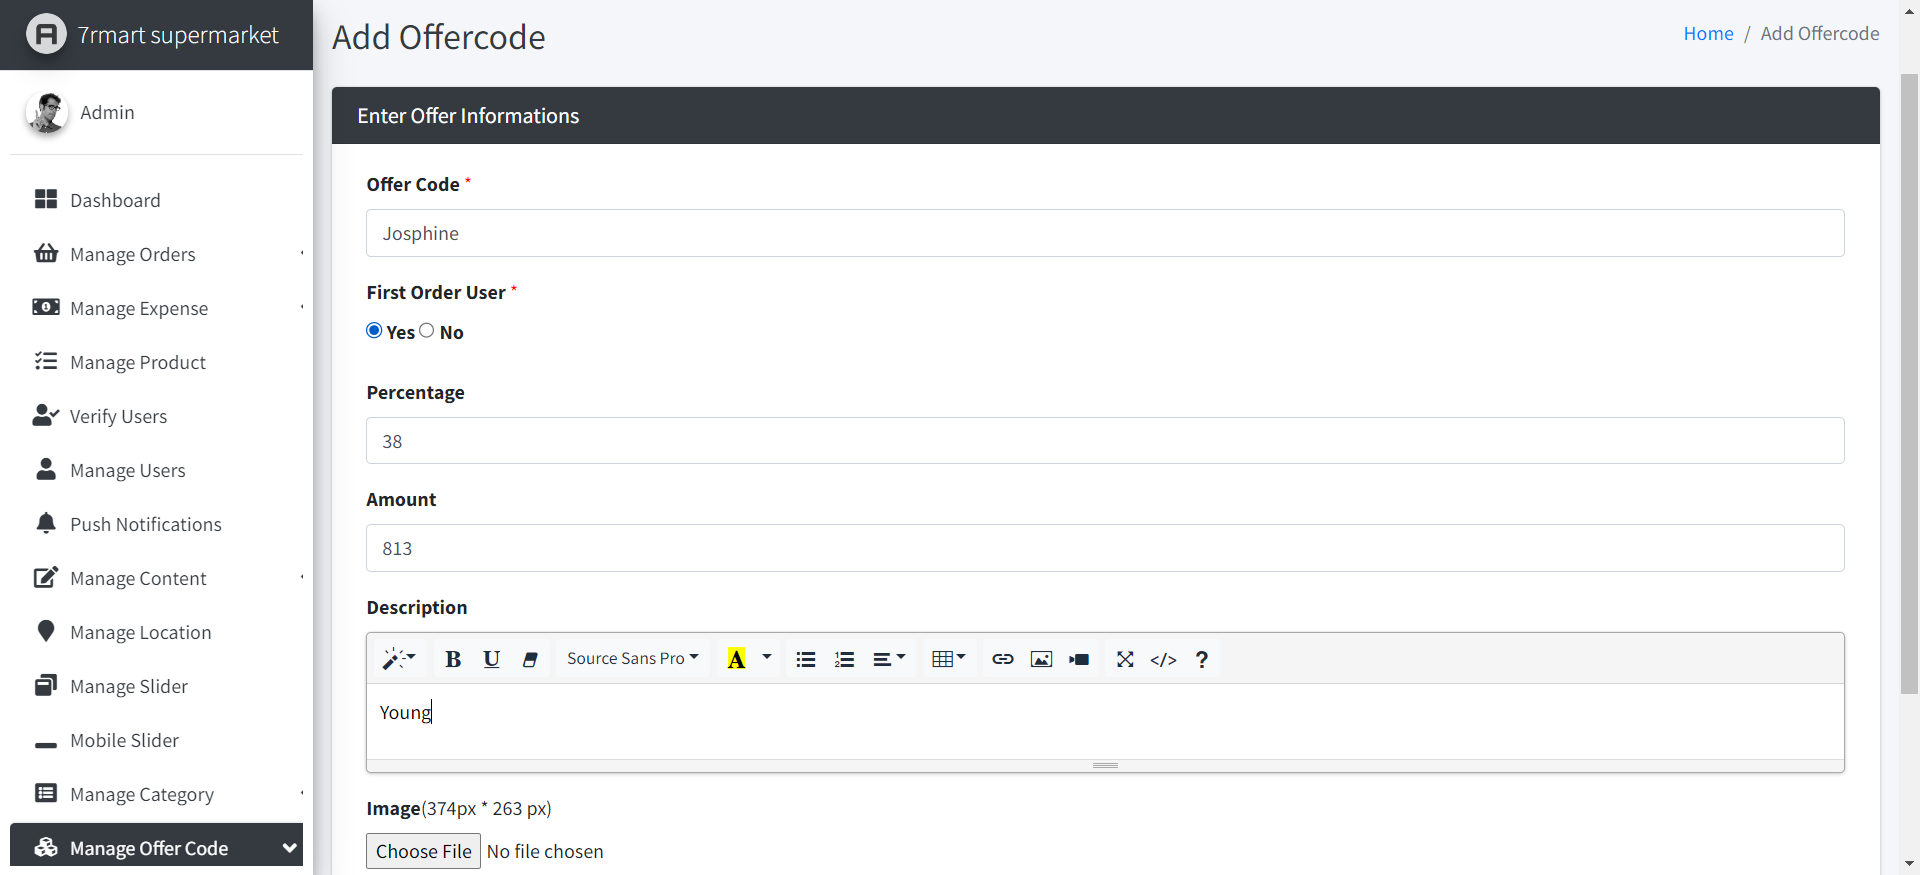 7rmart supermarket
Admin
Dashboard
Manage Orders
Manage Expense
Manage Product
Verify Users
Manage Users
Push Notifications
Manage Content
Manage Location
Manage Slider
Mobile Slider
Manage Category
Manage Offer Code
Add Offercode
Home / Add Offercode
Enter Offer Informations
Offer Code *
Josphine
First Order User *
Yes No
Percentage
38
Amount
813
Description
B U Source Sans Pro A </> ?
Young
Image(374px * 263 px)
Choose File No file chosen